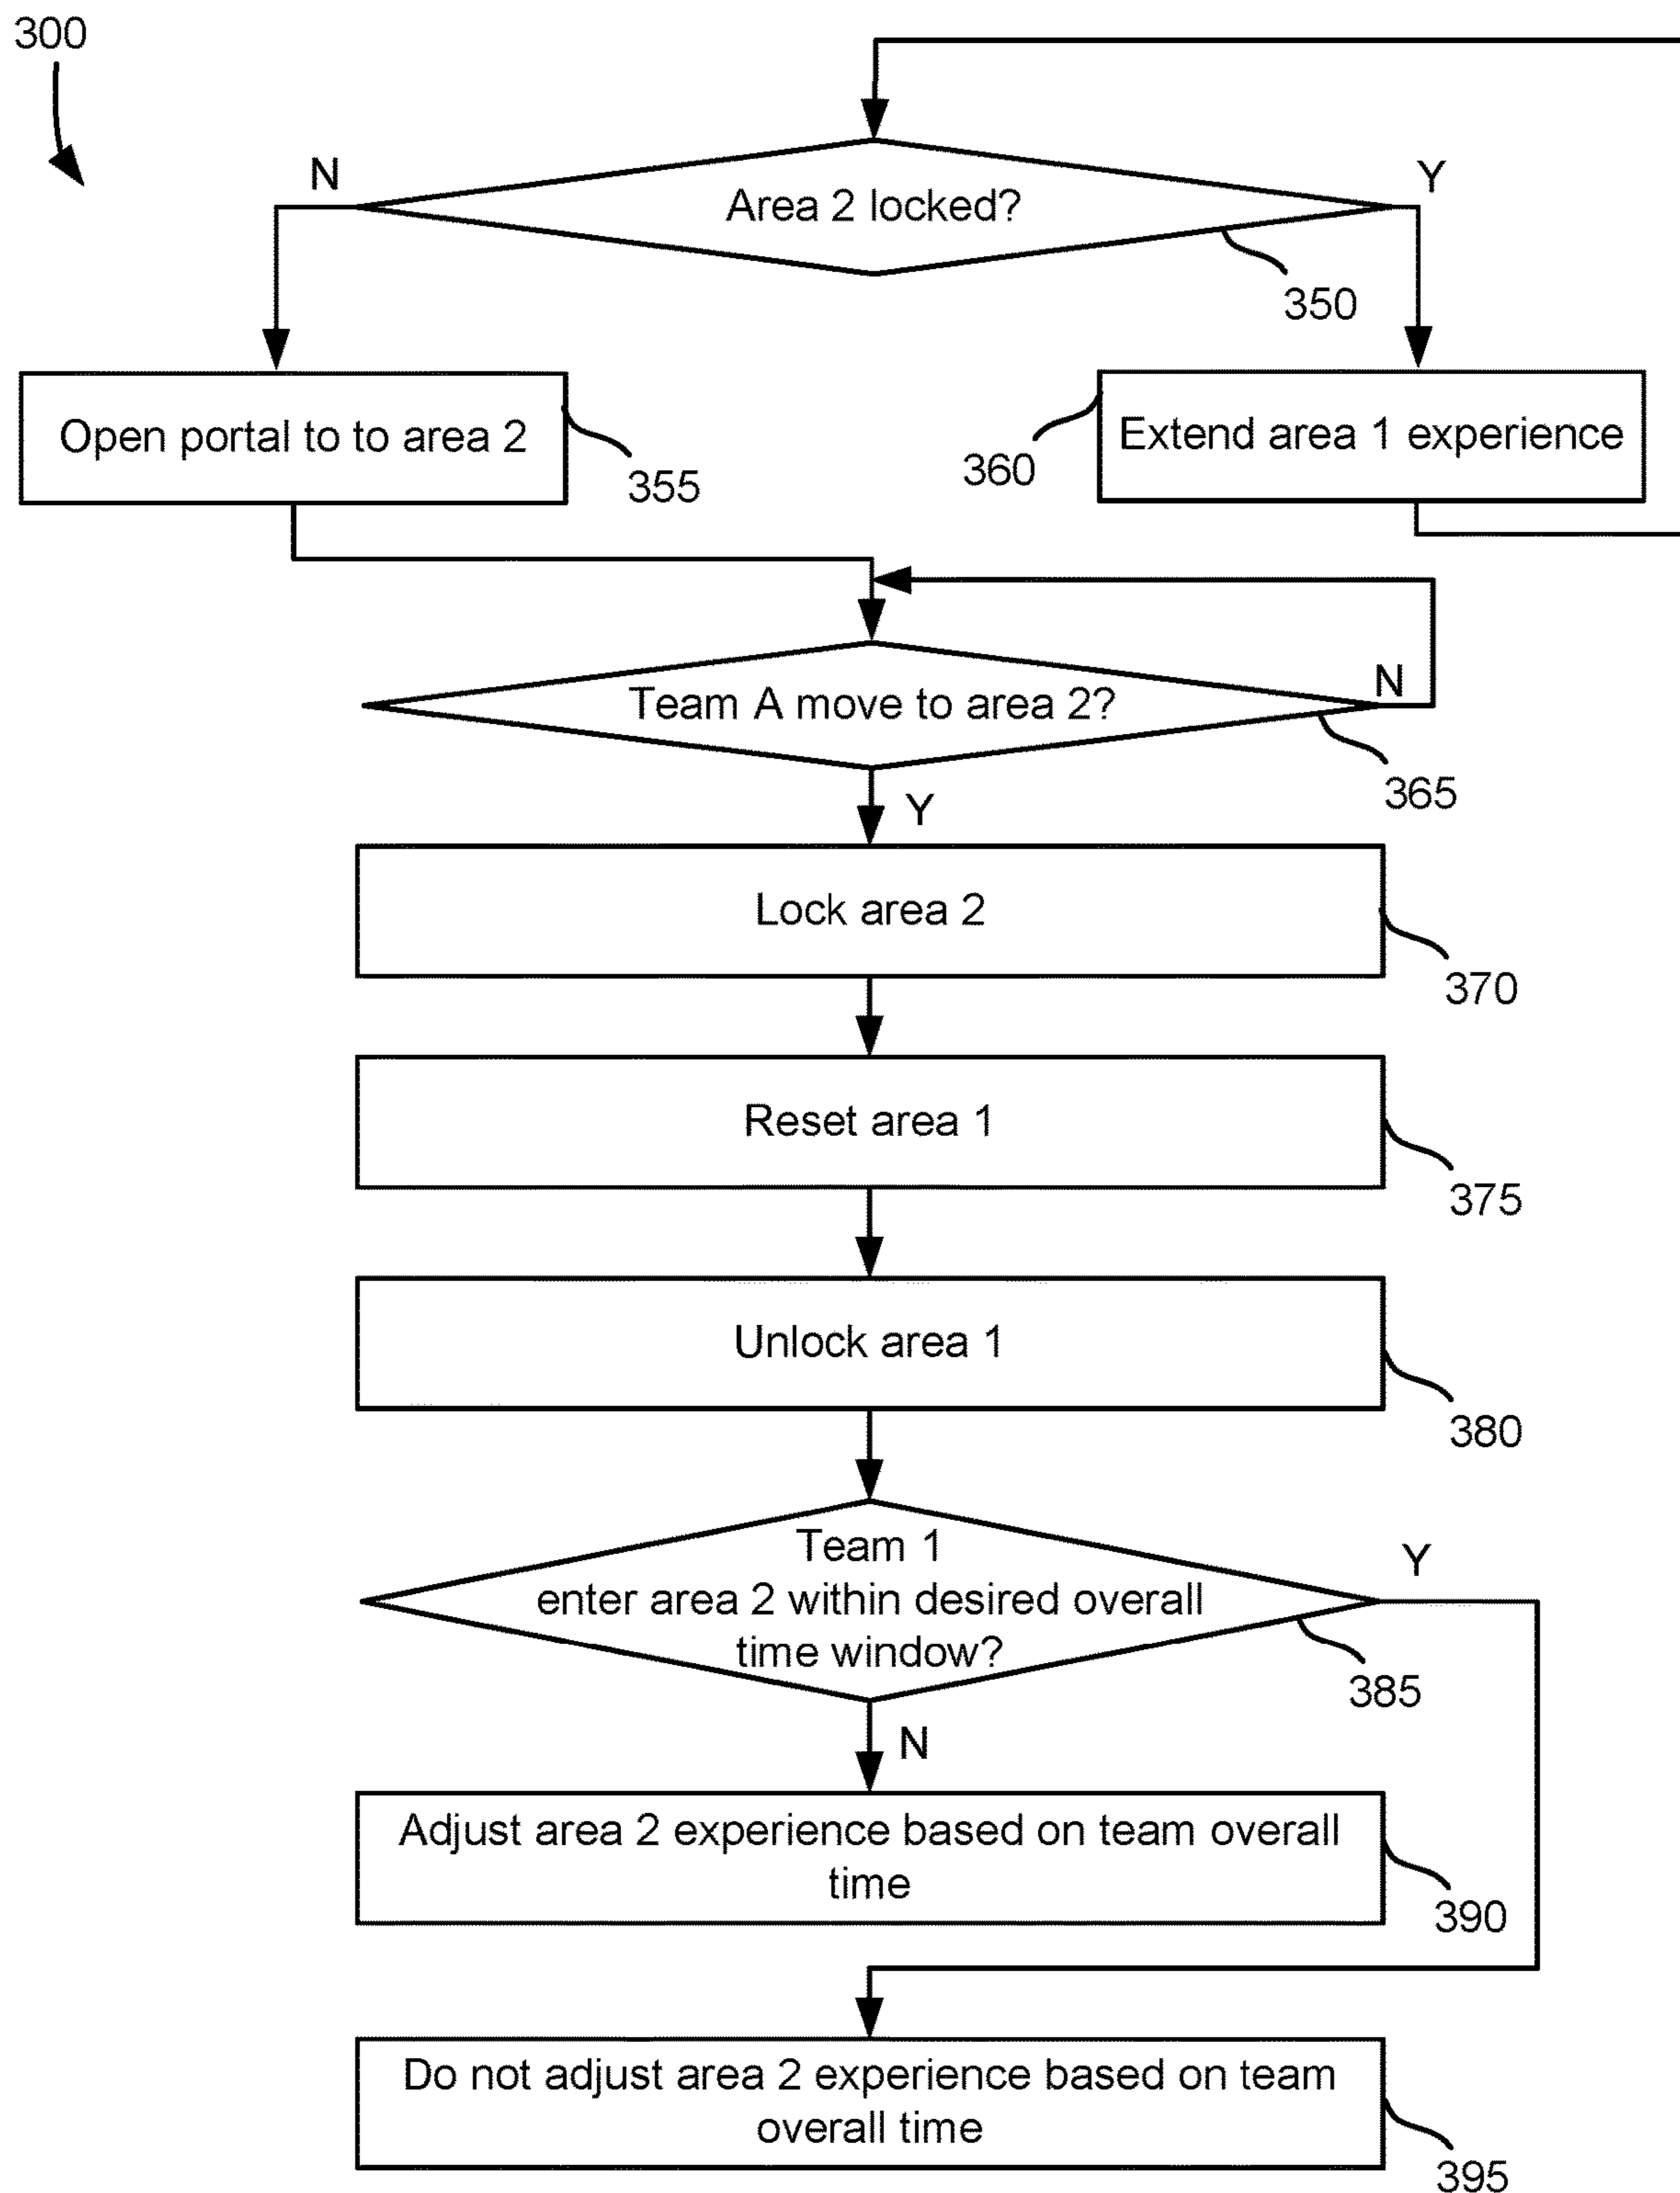 300
N
Y
Area 2 locked?
350
Open portal to to area 2
355
360
Extend area 1 experience
Team A move to area 2?
N
365
Y
Lock area 2
370
Reset area 1
375
Unlock area 1
380
Team 1
enter area 2 within desired overall
time window?
Y
385
N
Adjust area 2 experience based on team overall
time
390
Do not adjust area 2 experience based on team
overall time
395